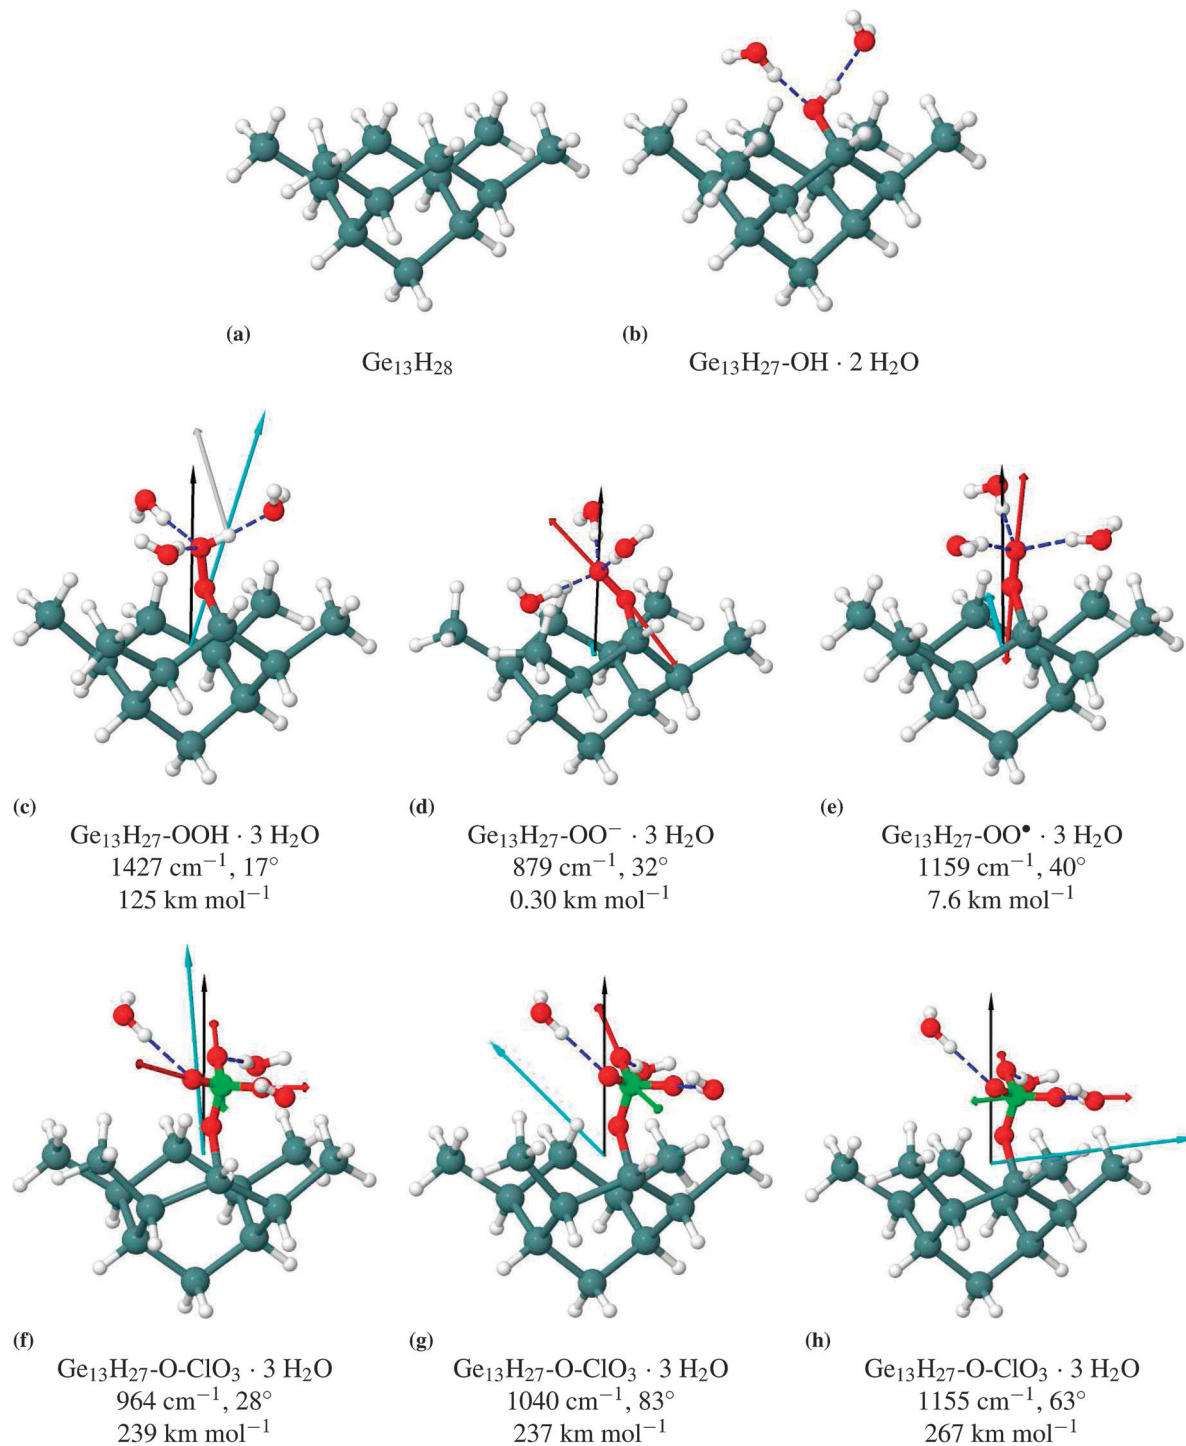 (a) (b)
Ge₁₃H₂₈ Ge₁₃H₂₇-OH · 2 H₂O
(c) (d) (e)
Ge₁₃H₂₇-OOH · 3 H₂O Ge₁₃H₂₇-OO⁻ · 3 H₂O Ge₁₃H₂₇-OO• · 3 H₂O
1427 cm⁻¹, 17° 879 cm⁻¹, 32° 1159 cm⁻¹, 40°
125 km mol⁻¹ 0.30 km mol⁻¹ 7.6 km mol⁻¹
(f) (g) (h)
Ge₁₃H₂₇-O-ClO₃ · 3 H₂O Ge₁₃H₂₇-O-ClO₃ · 3 H₂O Ge₁₃H₂₇-O-ClO₃ · 3 H₂O
964 cm⁻¹, 28° 1040 cm⁻¹, 83° 1155 cm⁻¹, 63°
239 km mol⁻¹ 237 km mol⁻¹ 267 km mol⁻¹